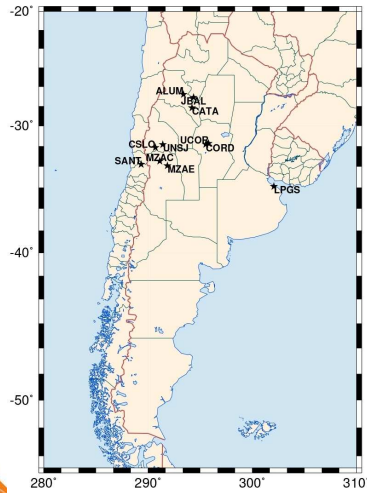 -20°
ALUM
JBAL
CATA
-30°
UCOR
CORD
CSLO
UNSJ
MZAC
SANT
MZAE
LPGS
-40°
-50°
280°
290°
300°
310